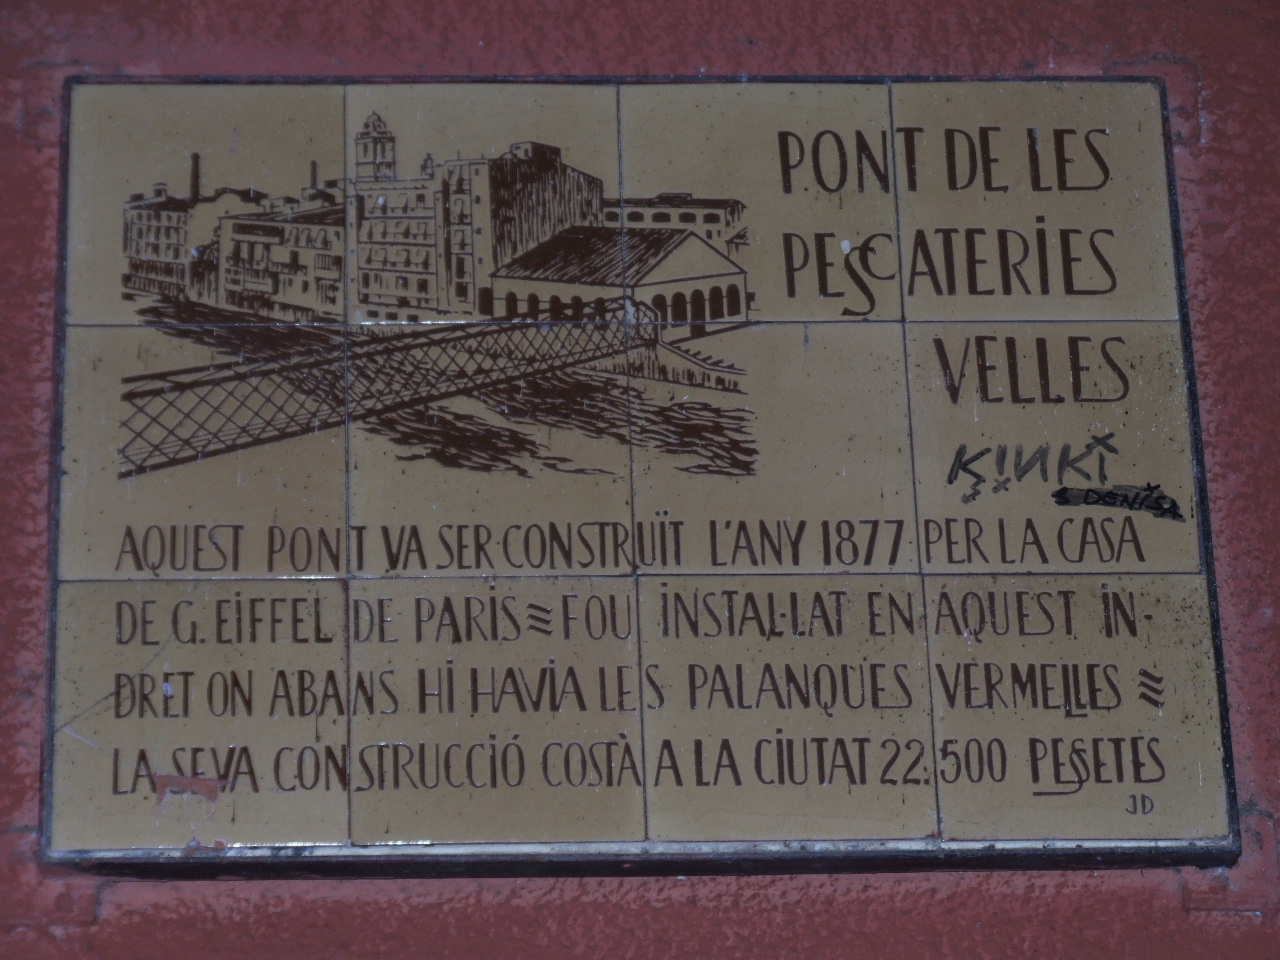 PONT DE LES
PESCATERIES
VELLES
KINKI
& DENISA
AQUEST PONT VA SER CONSTRUÏT L'ANY 1877 PER LA CASA
DE G. EIFFEL DE PARIS ≋ FOU INSTAL·LAT EN AQUEST IN-
DRET ON ABANS HI HAVIA LES PALANQÜES VERMELLES ≋
LA SEVA CONSTRUCCIÓ COSTÀ A LA CIUTAT 22.500 PESSETES
JD